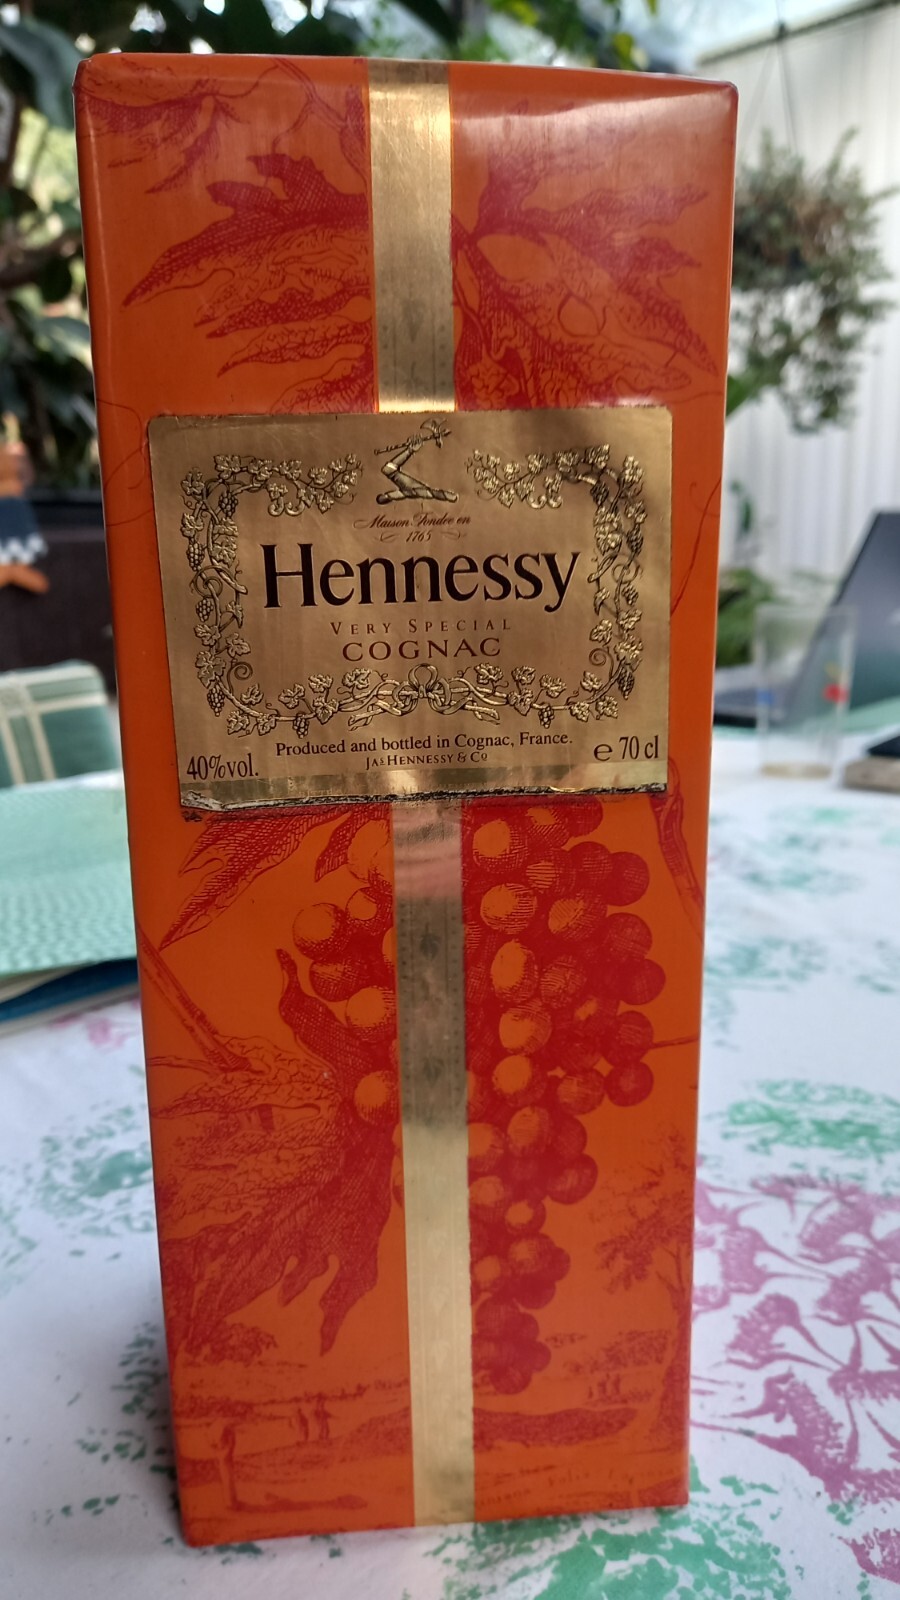 Maison Fondée en
1765
Hennessy
VERY SPECIAL
COGNAC
Produced and bottled in Cognac, France.
JAS HENNESSY & Cº
40%vol.
e 70 cl